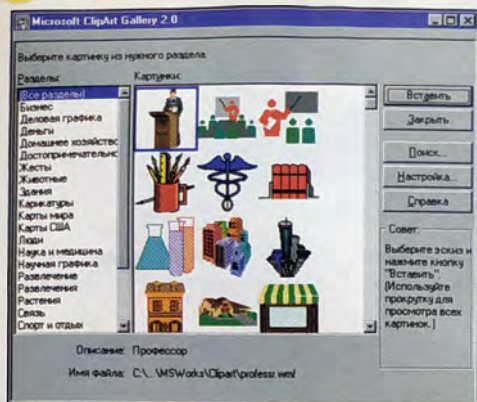 Microsoft ClipArt Gallery 2.0
Выберите картинку из нужного раздела.
Разделы:
(Все разделы)
Бизнес
Деловая графика
Деньги
Домашнее хозяйство
Достопримечательнс
Жесты
Животные
Здания
Карикатуры
Карты мира
Карты США
Люди
Наука и медицина
Научная графика
Развлечение
Развлечения
Растения
Связь
Спорт и отдых
Картинки:
Вставить
Закрыть
Поиск...
Настройка...
Справка
Совет:
Выберите эскиз и
нажмите кнопку
"Вставить".
(Используйте
прокрутку для
просмотра всех
картинок.)
Описание: Профессор
Имя файла: C:\...\MSWorks\Clipart\professr.wmf